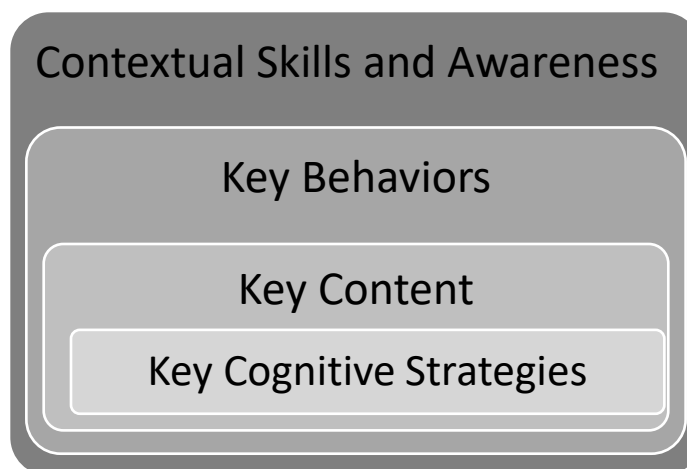 Contextual Skills and Awareness
Key Behaviors
Key Content
Key Cognitive Strategies